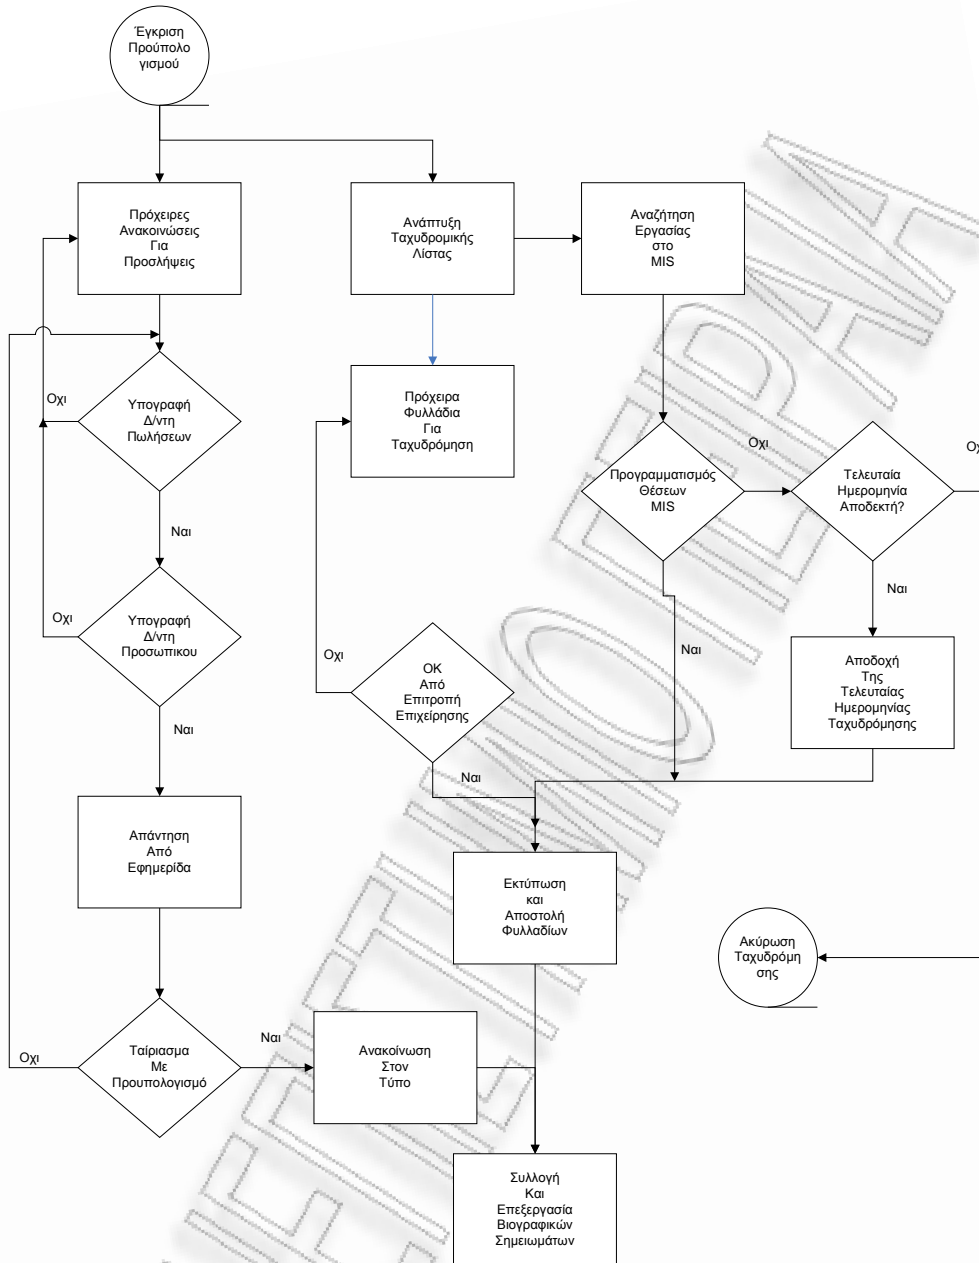 Έγκριση
Προύπολο
γισμού
Πρόχειρες
Ανακοινώσεις
Για
Προσλήψεις
Ανάπτυξη
Ταχυδρομικής
Λίστας
Αναζήτηση
Εργασίας
στο
MIS
Οχι
Υπογραφή
Δ/ντη
Πωλήσεων
Ναι
Πρόχειρα
Φυλλάδια
Για
Ταχυδρόμηση
Προγραμματισμός
Θέσεων
MIS
Οχι
Τελευταία
Ημερομηνία
Αποδεκτή?
Ναι
Οχι
Υπογραφή
Δ/ντη
Προσωπικου
Ναι
Οχι
OK
Από
Επιτροπή
Επιχείρησης
Ναι
Ναι
Αποδοχή
Της
Τελευταίας
Ημερομηνίας
Ταχυδρόμησης
Απάντηση
Από
Εφημερίδα
Εκτύπωση
και
Αποστολή
Φυλλαδίων
Ακύρωση
Ταχυδρόμη
σης
Οχι
Ταίριασμα
Με
Προυπολογισμό
Ναι
Ανακοίνωση
Στον
Τύπο
Συλλογή
Και
Επεξεργασία
Βιογραφικών
Σημειωμάτων